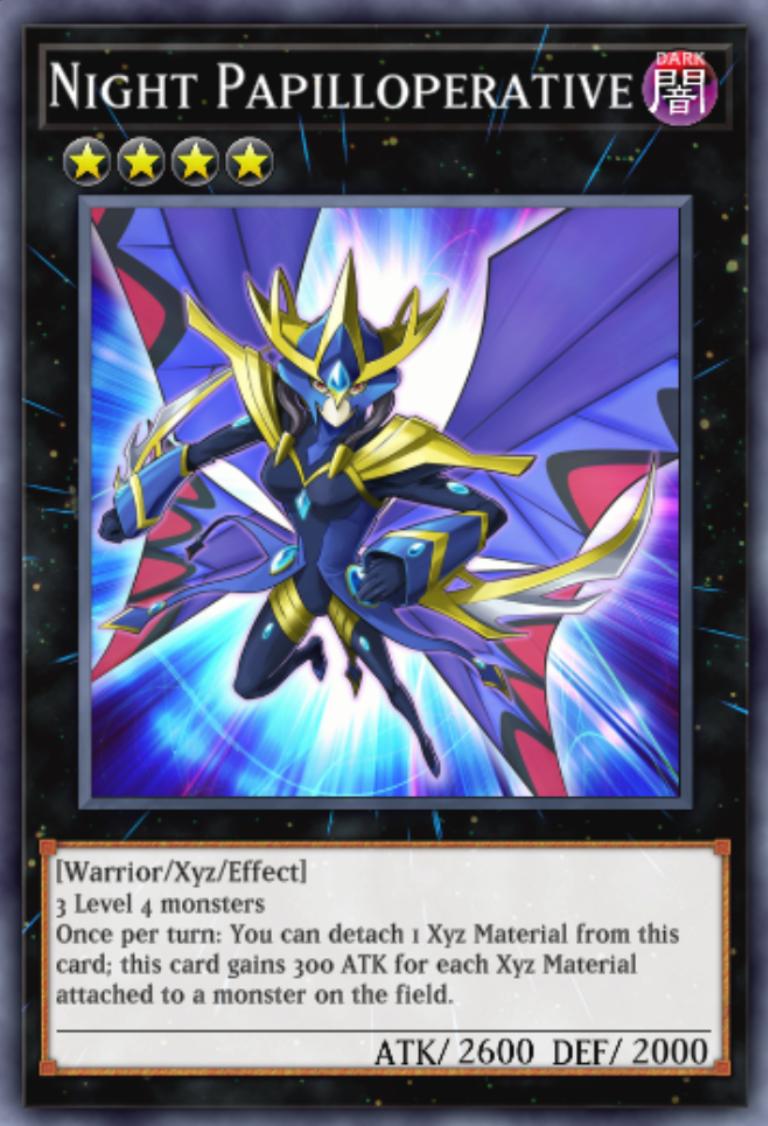 NIGHT PAPILLOPERATIVE
DARK
闇
[Warrior/Xyz/Effect]
3 Level 4 monsters
Once per turn: You can detach 1 Xyz Material from this
card; this card gains 300 ATK for each Xyz Material
attached to a monster on the field.
ATK/ 2600 DEF/ 2000